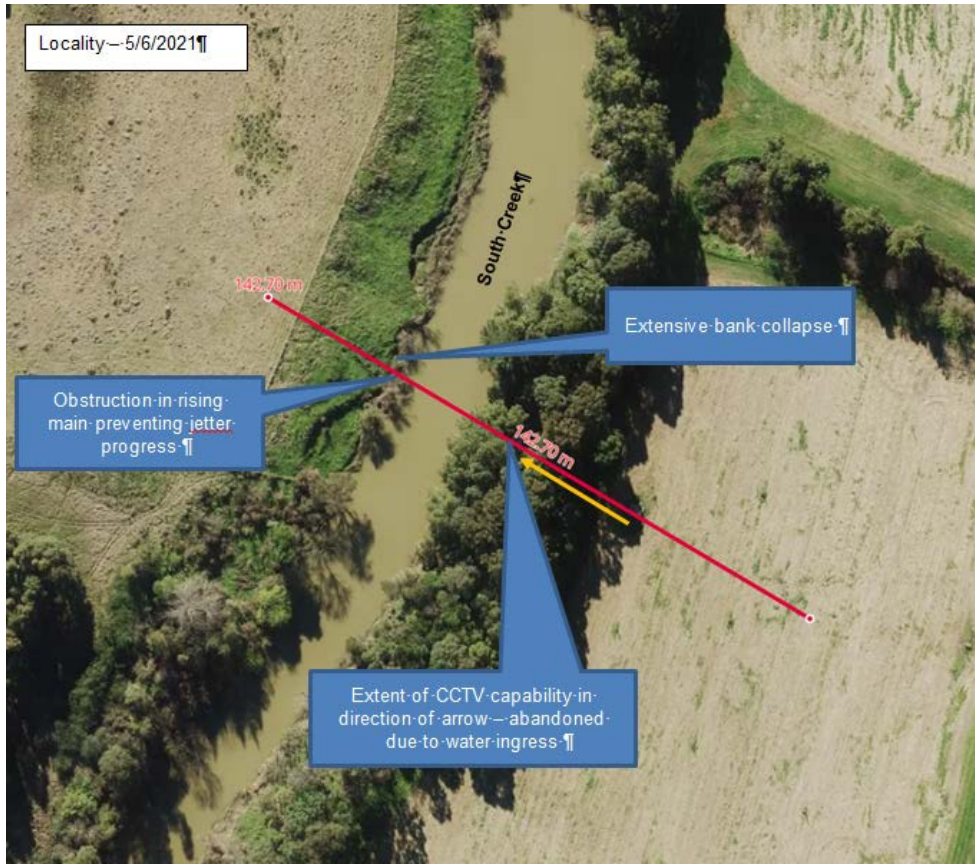 Locality – 5/6/2021¶
South·Creek¶
142.70 m
Extensive·bank·collapse·¶
Obstruction·in·rising·
main·preventing·jetter·
progress·¶
142.70 m
Extent·of·CCTV·capability·in·
direction·of·arrow·–·abandoned·
due·to·water·ingress·¶